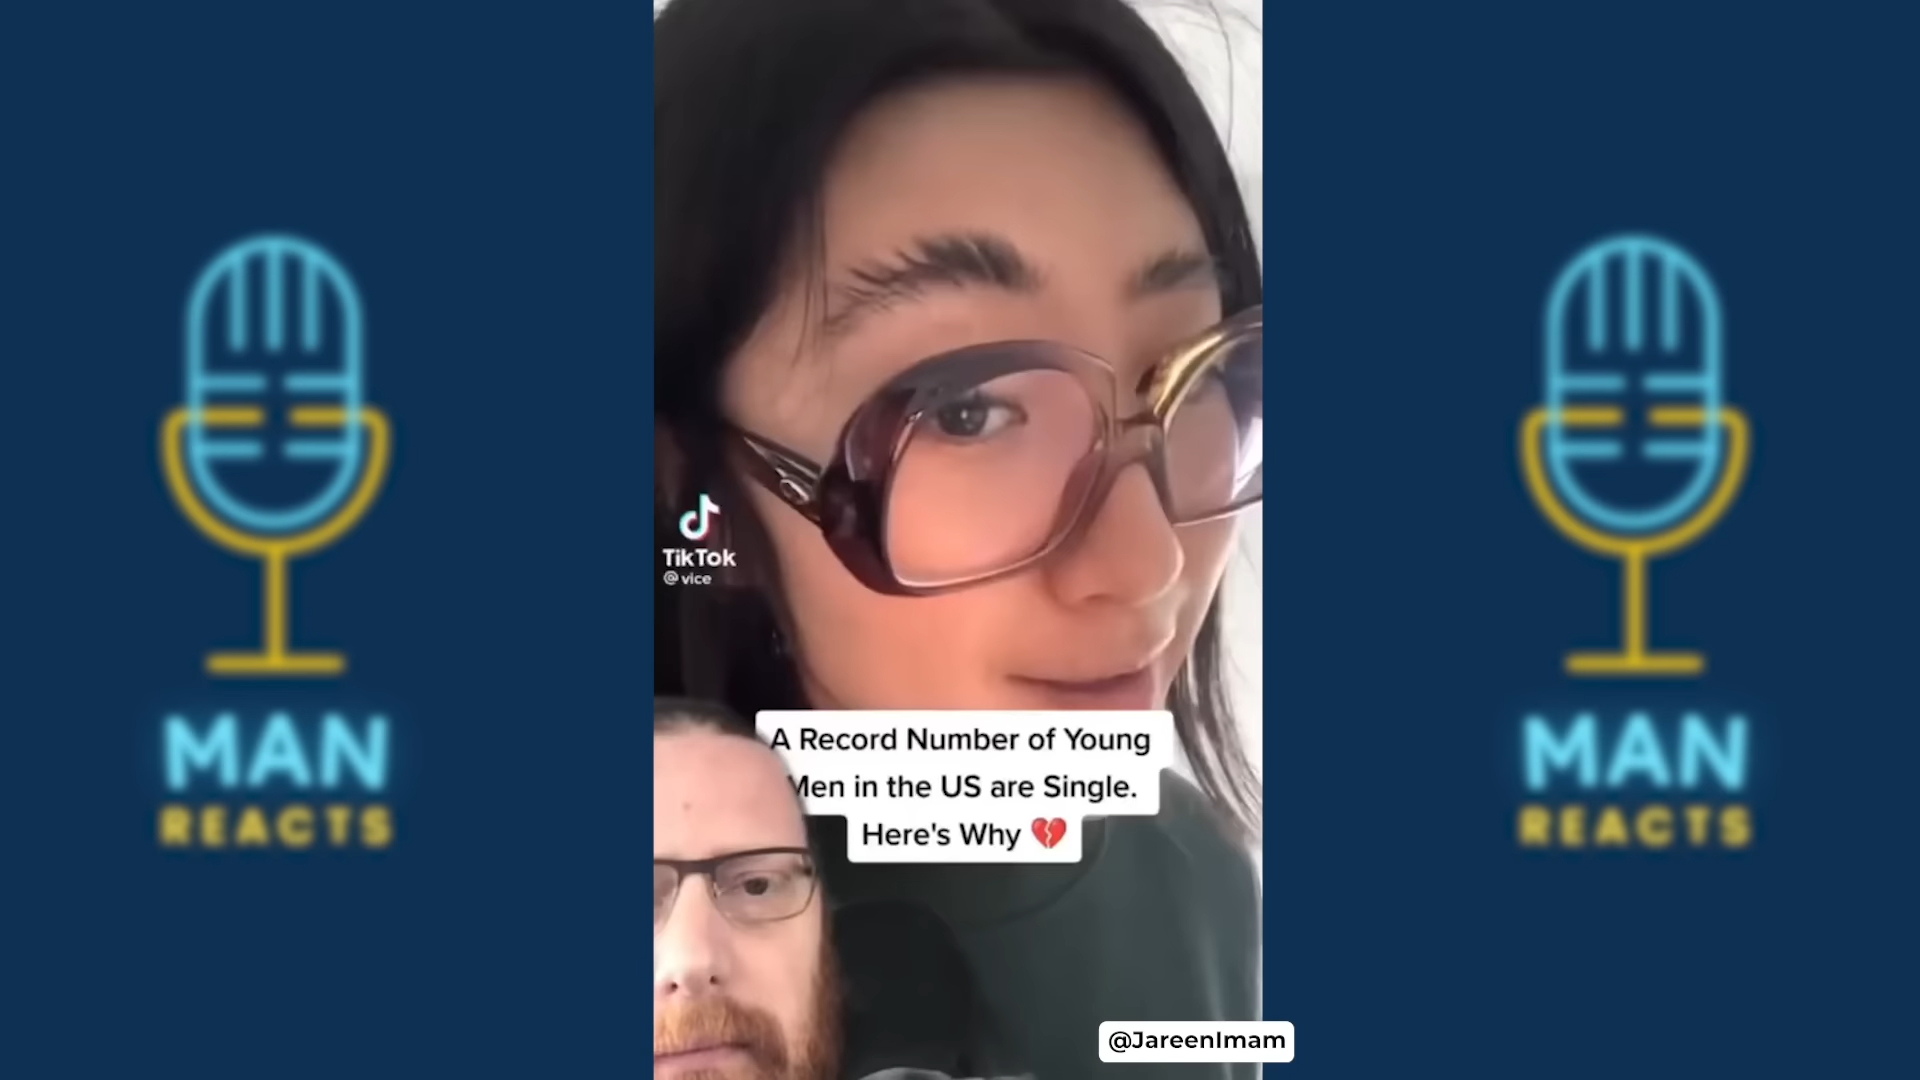 MAN
REACTS
TikTok
@vice
A Record Number of Young
Men in the US are Single.
Here's Why 💔
@JareenImam
MAN
REACTS